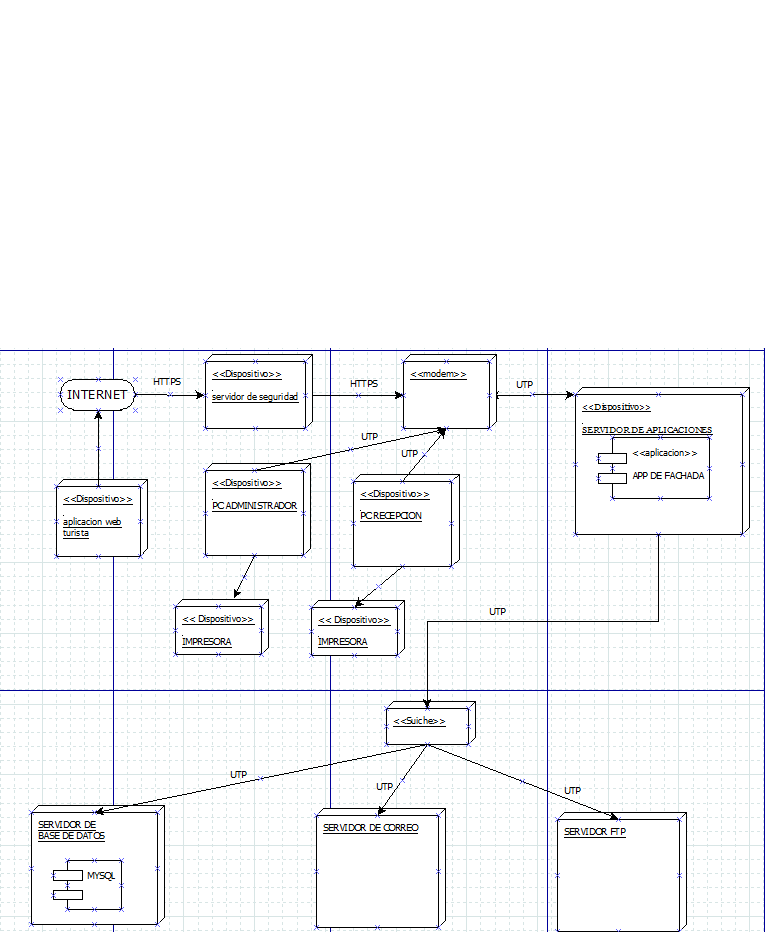 INTERNET
HTTPS
<<Dispositivo>>
servidor de seguridad
HTTPS
<<modem>>
UTP
<<Dispositivo>>
SERVIDOR DE APLICACIONES
<<aplicacion>>
APP DE FACHADA
UTP
UTP
<<Dispositivo>>
aplicacion web
turista
<<Dispositivo>>
PC ADMINISTRADOR
<<Dispositivo>>
PC RECEPCION
<< Dispositivo>>
IMPRESORA
<< Dispositivo>>
IMPRESORA
UTP
<<Suiche>>
UTP
UTP
UTP
SERVIDOR DE
BASE DE DATOS
MYSQL
SERVIDOR DE CORREO
SERVIDOR FTP